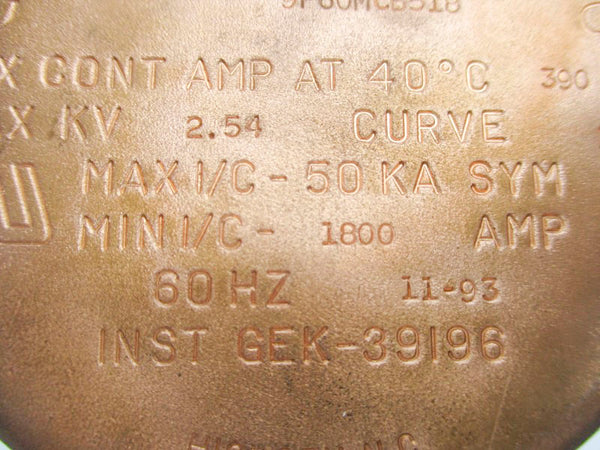 9F60MCB518
X CONT AMP AT 40°C 390
X KV 2.54 CURVE
MAX I/C - 50 KA SYM
MIN I/C - 1800 AMP
60 HZ 11-93
INST GEK-39196